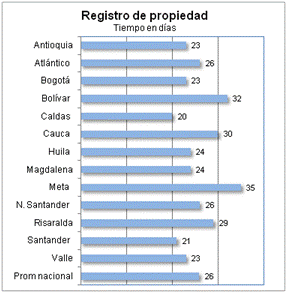 Registro de propiedad
Tiempo en días
Antioquia 23
Atlántico 26
Bogotá 23
Bolívar 32
Caldas 20
Cauca 30
Huila 24
Magdalena 24
Meta 35
N. Santander 26
Risaralda 29
Santander 21
Valle 23
Prom nacional 26